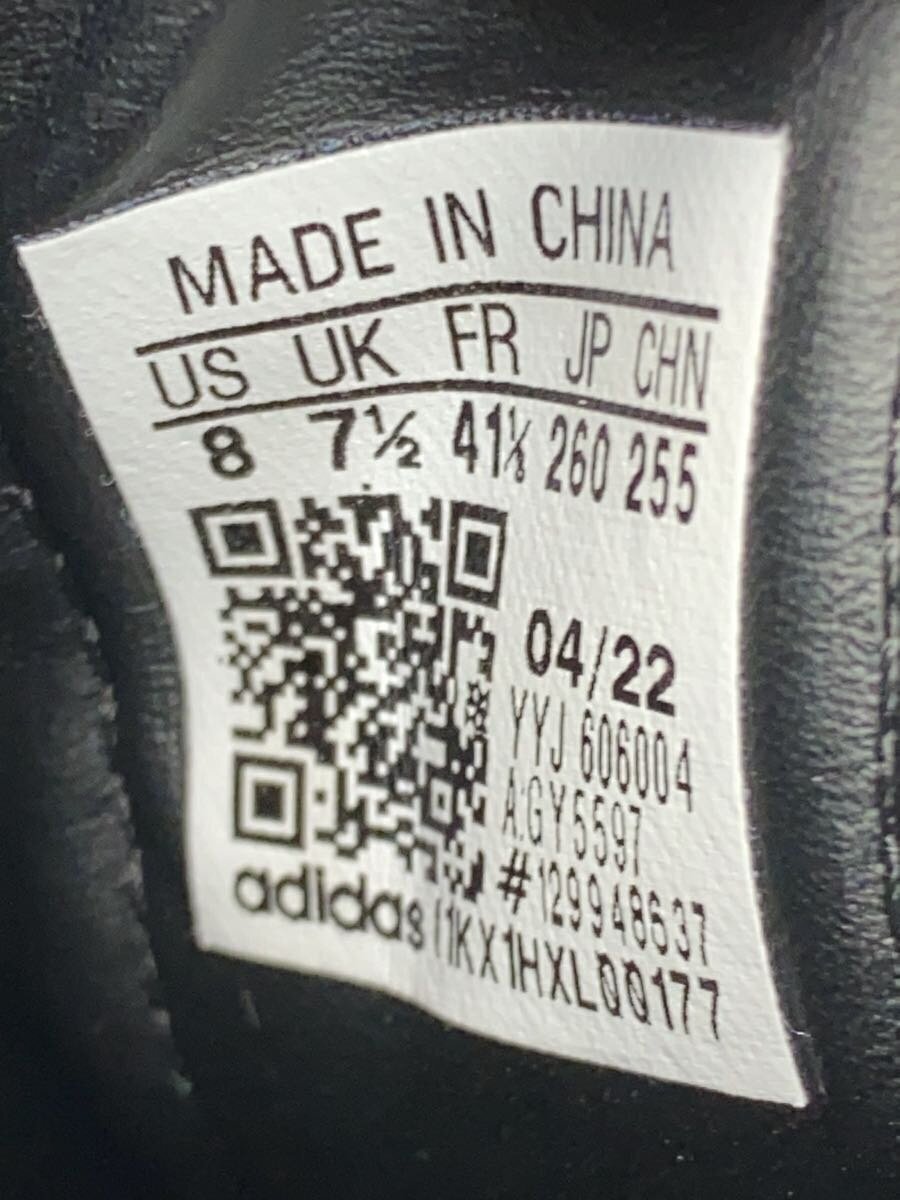 MADE IN CHINA
US UK FR JP CHN
8 7½ 41⅓ 260 255
04/22
YYJ 606004
A:GY5597
#129948637
adidas (1KX1HXL00177